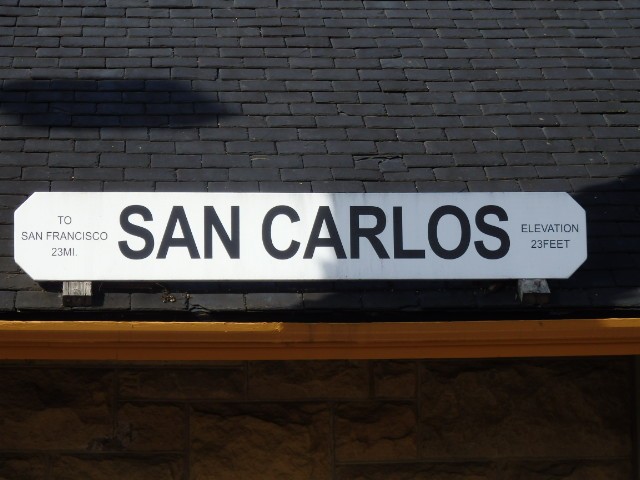 TO
SAN FRANCISCO
23MI.
SAN CARLOS
ELEVATION
23FEET